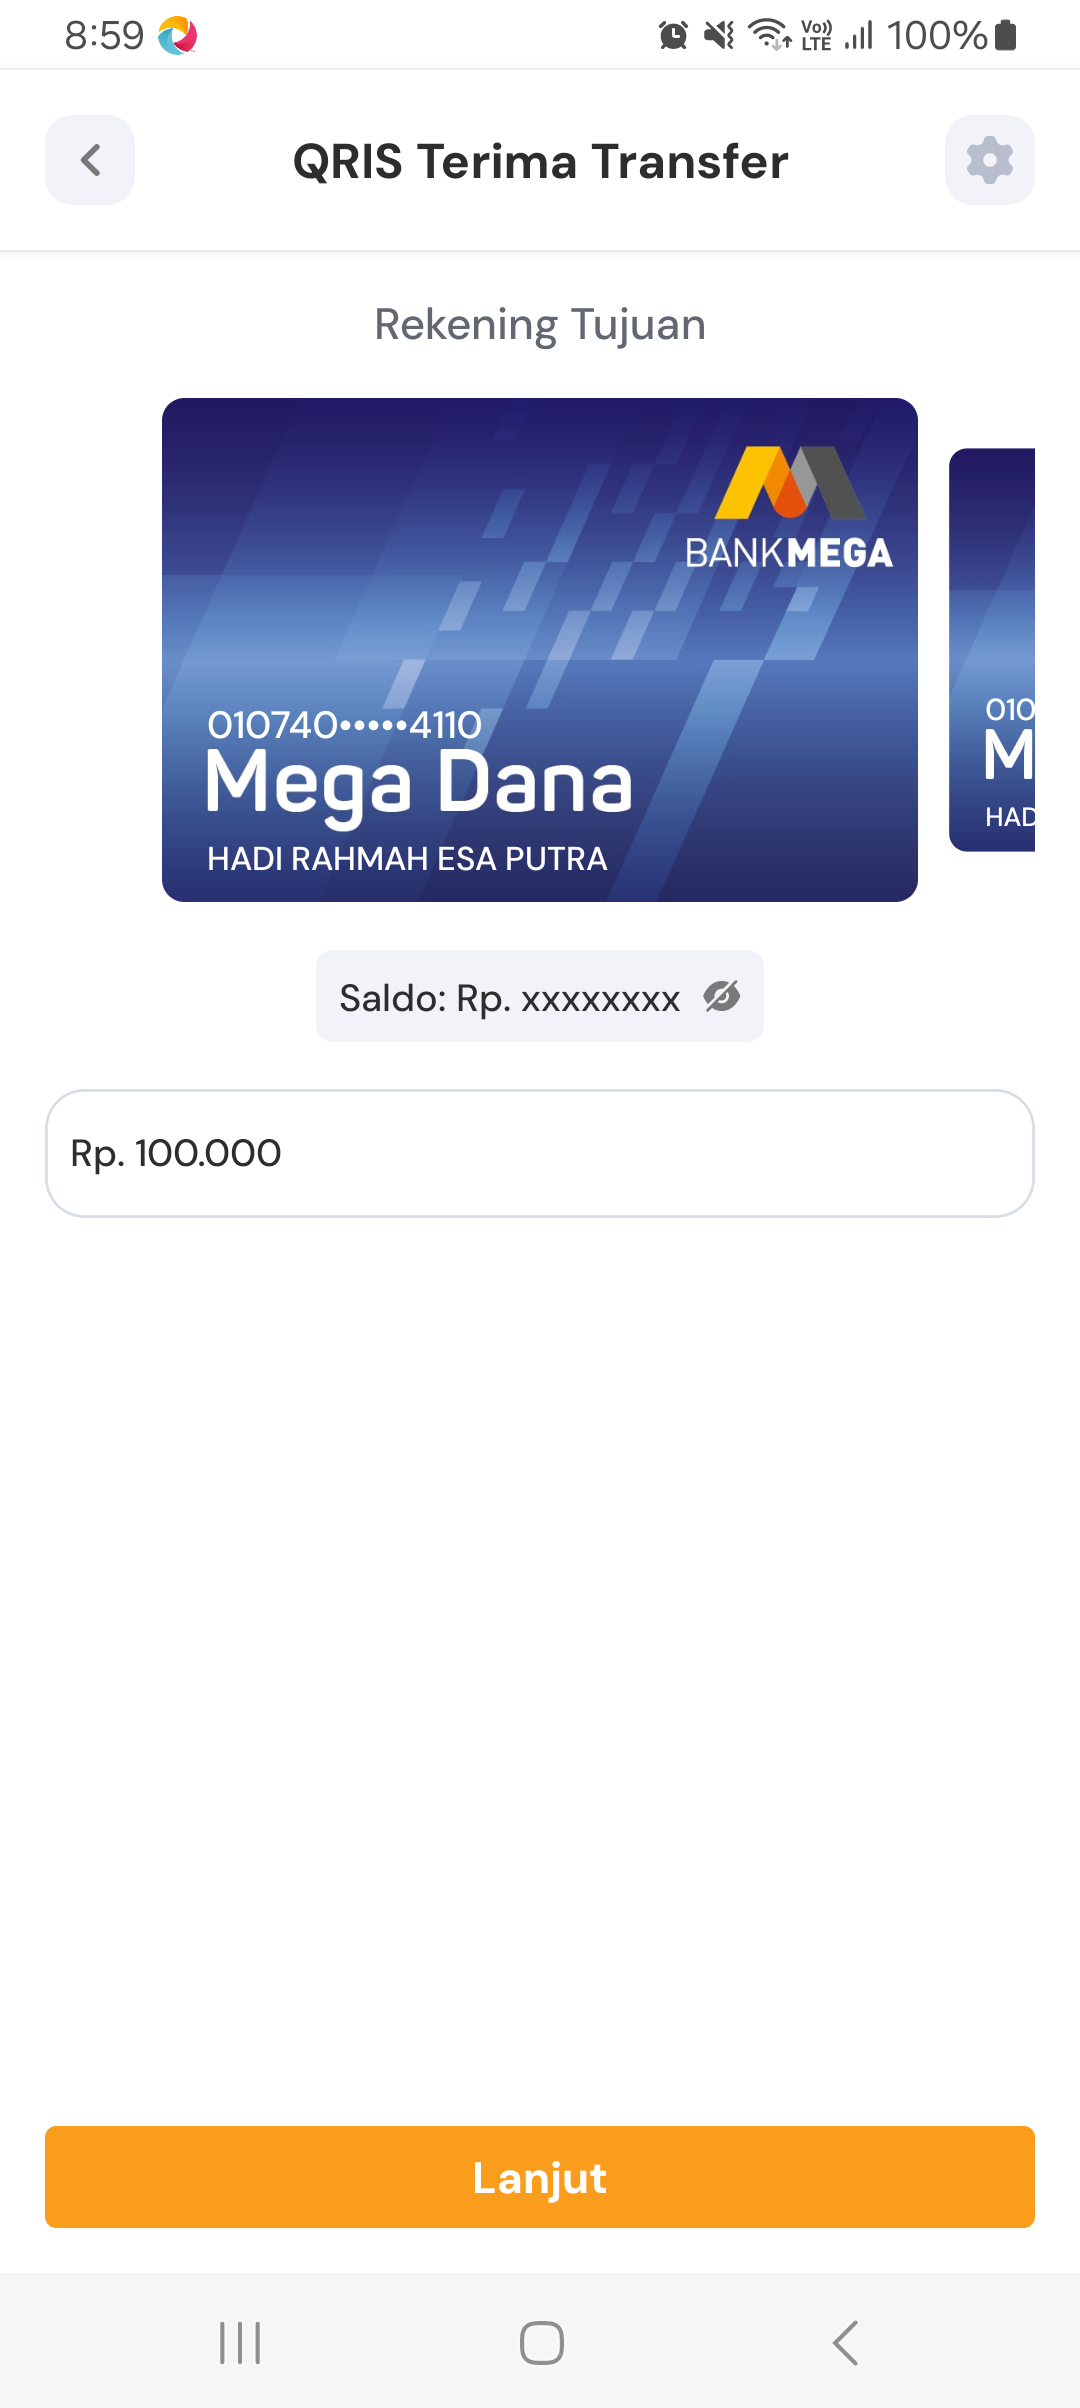 8:59
Vo)) LTE 100%
QRIS Terima Transfer
Rekening Tujuan
BANKMEGA
010740•••••4110
Mega Dana
HADI RAHMAH ESA PUTRA
010
M
HAD
Saldo: Rp. xxxxxxxx
Rp. 100.000
Lanjut